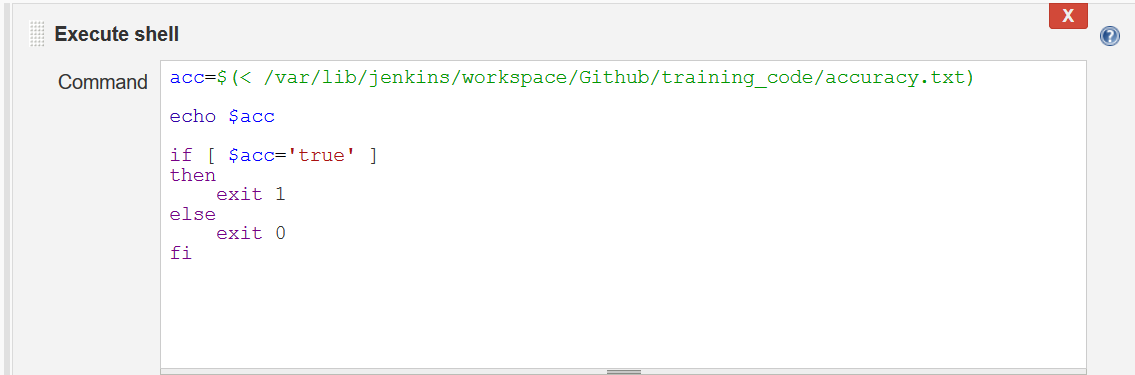 X
Execute shell
?
Command
acc=$(< /var/lib/jenkins/workspace/Github/training_code/accuracy.txt)
echo $acc
if [ $acc='true' ]
then
    exit 1
else
    exit 0
fi